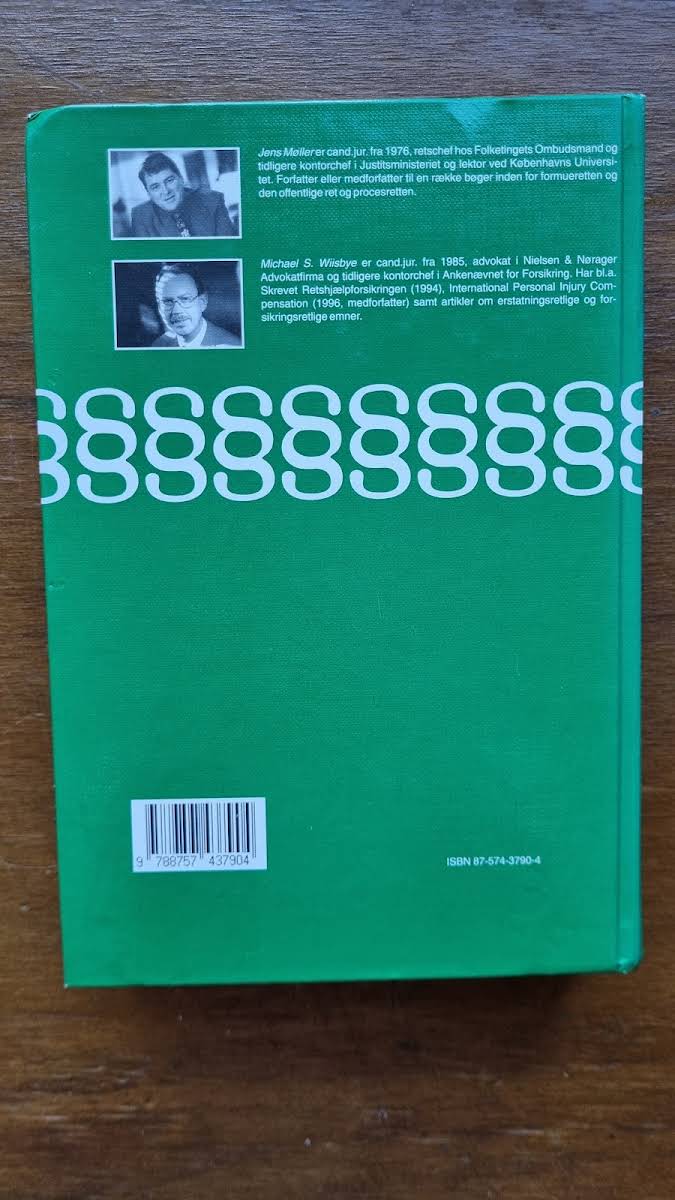 Jens Møller er cand.jur. fra 1976, retschef hos Folketingets Ombudsmand og
tidligere kontorchef i Justitsministeriet og lektor ved Københavns Universi-
tet. Forfatter eller medforfatter til en række bøger inden for formueretten og
den offentlige ret og procesretten.
Michael S. Wiisbye er cand.jur. fra 1985, advokat i Nielsen & Nørager
Advokatfirma og tidligere kontorchef i Ankenævnet for Forsikring. Har bl.a.
Skrevet Retshjælpforsikringen (1994), International Personal Injury Com-
pensation (1996, medforfatter) samt artikler om erstatningsretlige og for-
sikringsretlige emner.
§§§§§§§§§§
9 788757 437904
ISBN 87-574-3790-4